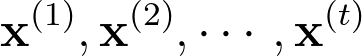 x^{(1)}, x^{(2)}, ⋯ , x^{(t)}